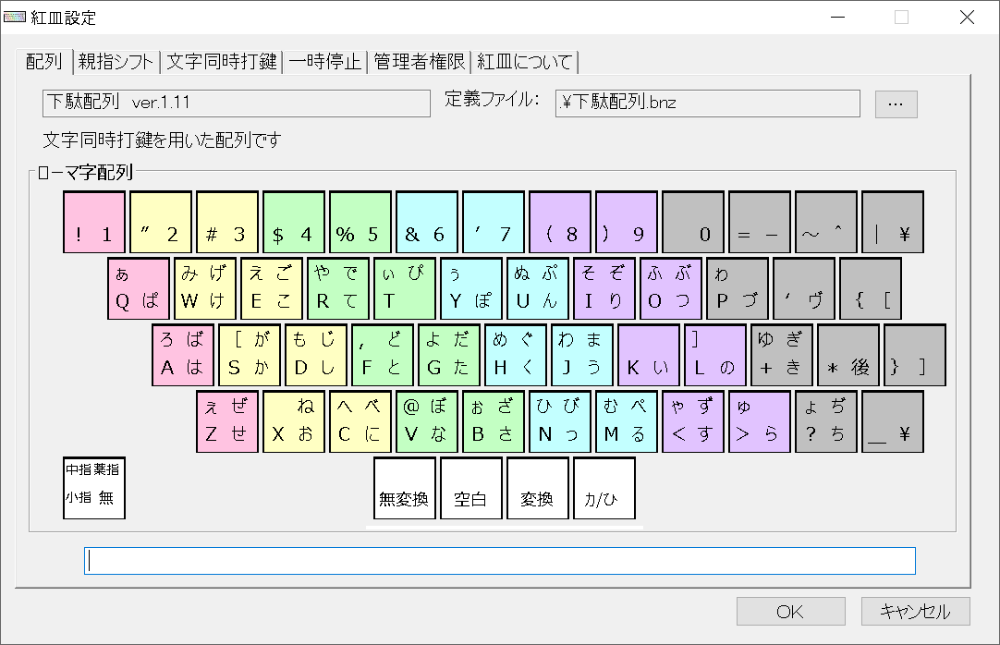 紅皿設定
配列 親指シフト 文字同時打鍵 一時停止 管理者権限 紅皿について
下駄配列 ver.1.11 定義ファイル: .¥下駄配列.bnz ...
文字同時打鍵を用いた配列です
ローマ字配列
! 1 ” 2 # 3 $ 4 % 5 & 6 ’ 7 ( 8 ) 9 0 = − ～ ＾ | ¥
ぁ み げ え ご や で ぃ ぴ ぅ ぬ ぷ そ ぞ ふ ぶ ゎ
Q ぱ W け E こ R て T Y ぽ U ん I り O つ P づ ‘ ヴ { [
ろ ば [ が も じ , ど よ だ め ぐ わ ま ] ゆ ぎ
A は S か D し F と G た H く J う K い L の + き * 後 } ]
ぇ ぜ ね へ べ @ ぼ ぉ ざ ひ び む ぺ ゃ ず ゅ ょ ぢ
Z せ X お C に V な B さ N っ M る < す > ら ? ち ＿ ¥
中指 薬指
小指 無 無変換 空白 変換 カ/ひ
OK キャンセル